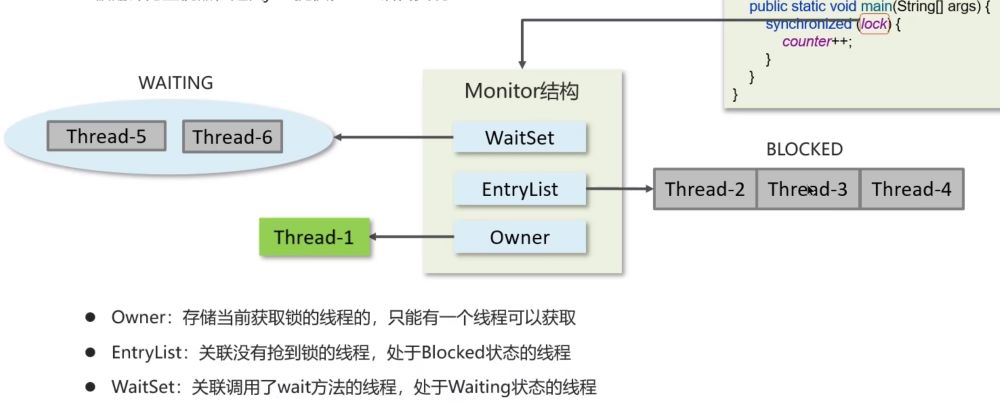 public static void main(String[] args) {
synchronized (lock) {
counter++;
}
}
}
WAITING
Monitor结构
Thread-5
Thread-6
WaitSet
BLOCKED
EntryList
Thread-2
Thread-3
Thread-4
Thread-1
Owner
● Owner：存储当前获取锁的线程的，只能有一个线程可以获取
● EntryList：关联没有抢到锁的线程，处于Blocked状态的线程
● WaitSet：关联调用了wait方法的线程，处于Waiting状态的线程